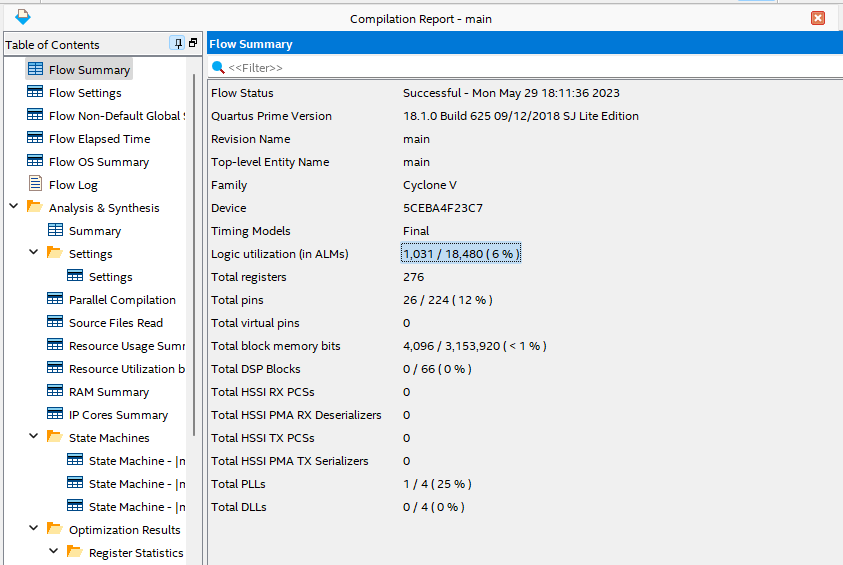 Compilation Report - main
Table of Contents
Flow Summary
Flow Settings
Flow Non-Default Global
Flow Elapsed Time
Flow OS Summary
Flow Log
Analysis & Synthesis
Summary
Settings
Settings
Parallel Compilation
Source Files Read
Resource Usage Sum
Resource Utilization b
RAM Summary
IP Cores Summary
State Machines
State Machine - |
State Machine - |
State Machine - |
Optimization Results
Register Statistics
Flow Summary
<<Filter>>
Flow Status Successful - Mon May 29 18:11:36 2023
Quartus Prime Version 18.1.0 Build 625 09/12/2018 SJ Lite Edition
Revision Name main
Top-level Entity Name main
Family Cyclone V
Device 5CEBA4F23C7
Timing Models Final
Logic utilization (in ALMs) 1,031 / 18,480 ( 6 % )
Total registers 276
Total pins 26 / 224 ( 12 % )
Total virtual pins 0
Total block memory bits 4,096 / 3,153,920 ( < 1 % )
Total DSP Blocks 0 / 66 ( 0 % )
Total HSSI RX PCSs 0
Total HSSI PMA RX Deserializers 0
Total HSSI TX PCSs 0
Total HSSI PMA TX Serializers 0
Total PLLs 1 / 4 ( 25 % )
Total DLLs 0 / 4 ( 0 % )